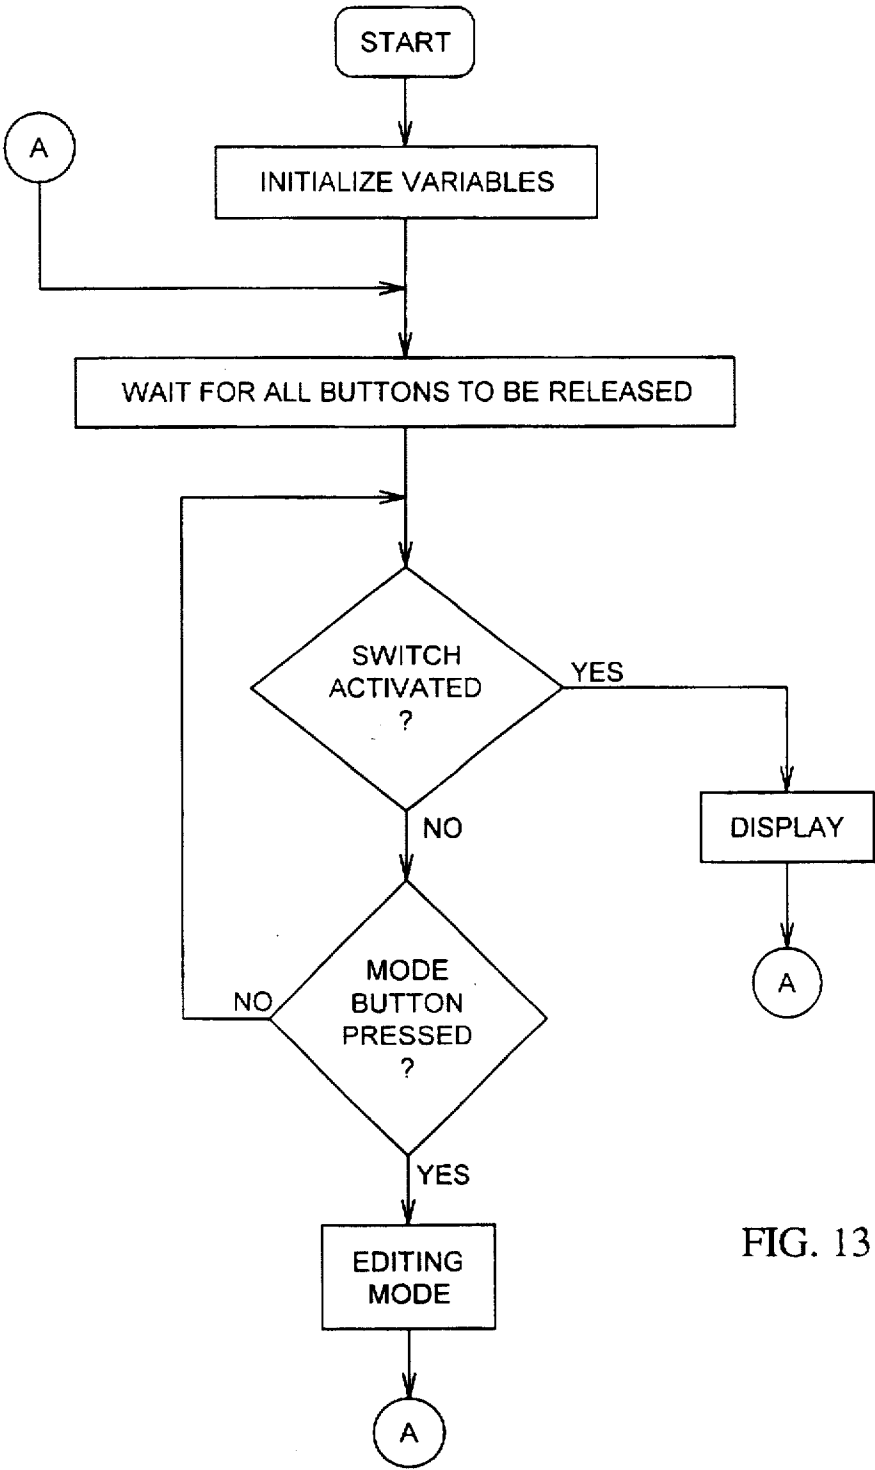 START
A
INITIALIZE VARIABLES
WAIT FOR ALL BUTTONS TO BE RELEASED
SWITCH
ACTIVATED
?
YES
NO
DISPLAY
A
MODE
BUTTON
PRESSED
?
NO
YES
EDITING
MODE
A
FIG. 13